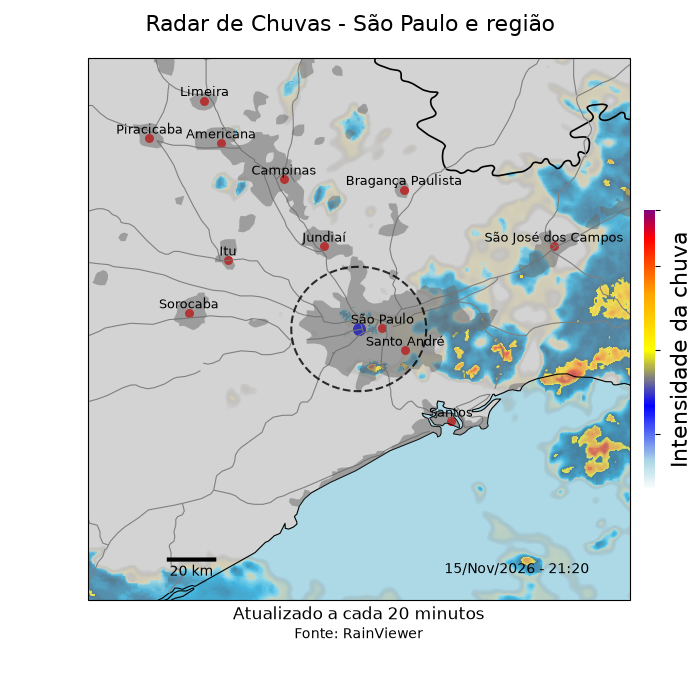 Radar de Chuvas - São Paulo e região
Limeira
Piracicaba
Americana
Campinas
Bragança Paulista
Jundiaí
São José dos Campos
Itu
Sorocaba
São Paulo
Santo André
Santos
Intensidade da chuva
20 km
15/Nov/2026 - 21:20
Atualizado a cada 20 minutos
Fonte: RainViewer